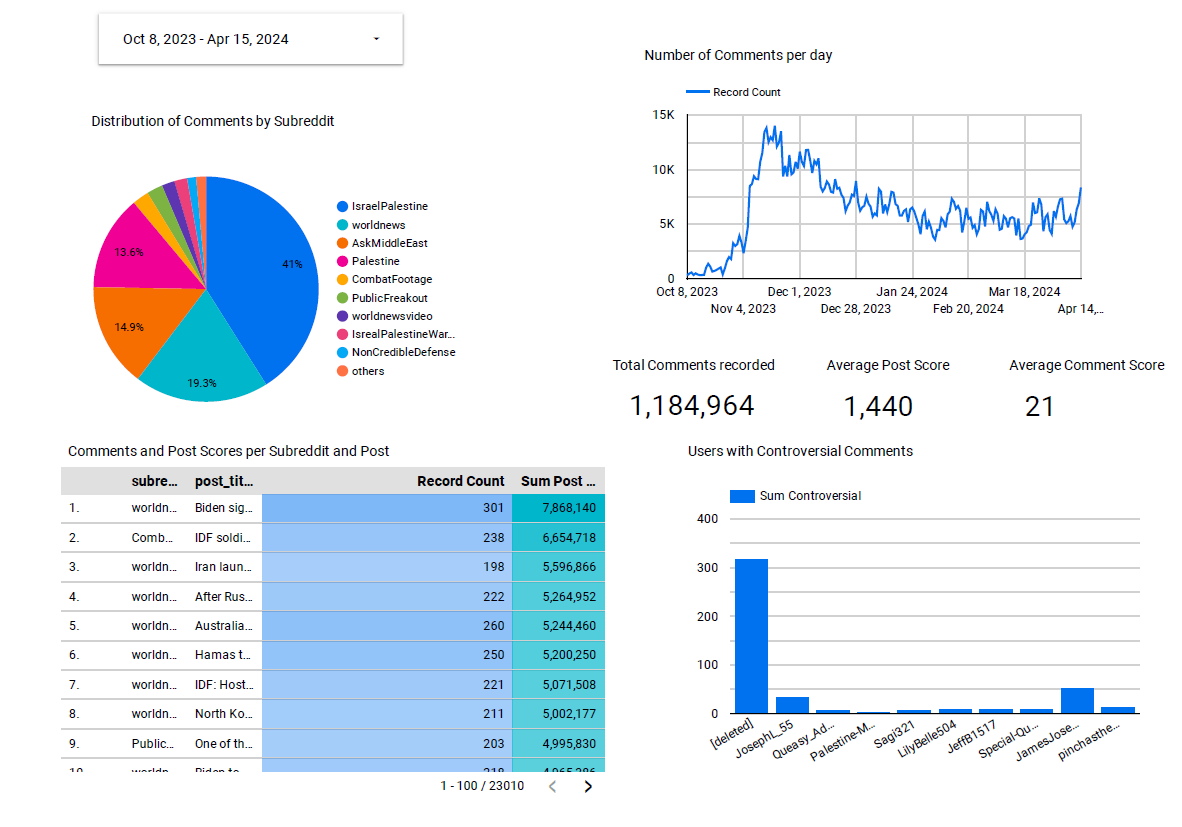 Oct 8, 2023 - Apr 15, 2024
Distribution of Comments by Subreddit
41%
19.3%
14.9%
13.6%
IsraelPalestine
worldnews
AskMiddleEast
Palestine
CombatFootage
PublicFreakout
worldnewsvideo
IsrealPalestineWar...
NonCredibleDefense
others
Number of Comments per day
Record Count
15K
10K
5K
0
Oct 8, 2023
Nov 4, 2023
Dec 1, 2023
Dec 28, 2023
Jan 24, 2024
Feb 20, 2024
Mar 18, 2024
Apr 14,...
Total Comments recorded
1,184,964
Average Post Score
1,440
Average Comment Score
21
Comments and Post Scores per Subreddit and Post
subre... post_tit... Record Count Sum Post ...
1. worldn... Biden sig... 301 7,868,140
2. Comb... IDF soldi... 238 6,654,718
3. worldn... Iran laun... 198 5,596,866
4. worldn... After Rus... 222 5,264,952
5. worldn... Australia... 260 5,244,460
6. worldn... Hamas t... 250 5,200,250
7. worldn... IDF: Host... 221 5,071,508
8. worldn... North Ko... 211 5,002,177
9. Public... One of th... 203 4,995,830
1 - 100 / 23010
Users with Controversial Comments
Sum Controversial
400
300
200
100
0
[deleted]
JosephL_55
Queasy_Ad...
Palestine-M...
Sagi321
LilyBelle504
JeffB1517
Special-Qu...
JamesJose...
pinchasthe...